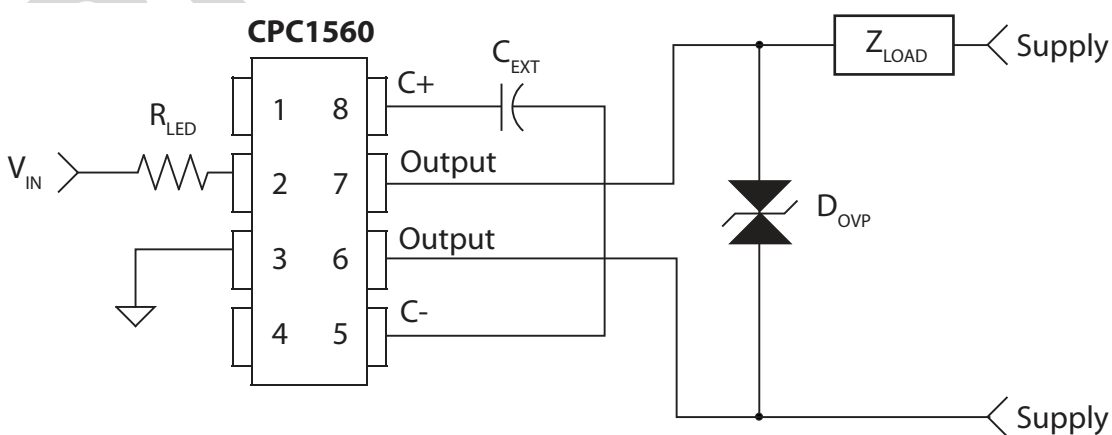 CPC1560
C_EXT
Z_LOAD
Supply
C+
R_LED
1 8
V_IN
Output
2 7
D_OVP
Output
3 6
C-
4 5
Supply